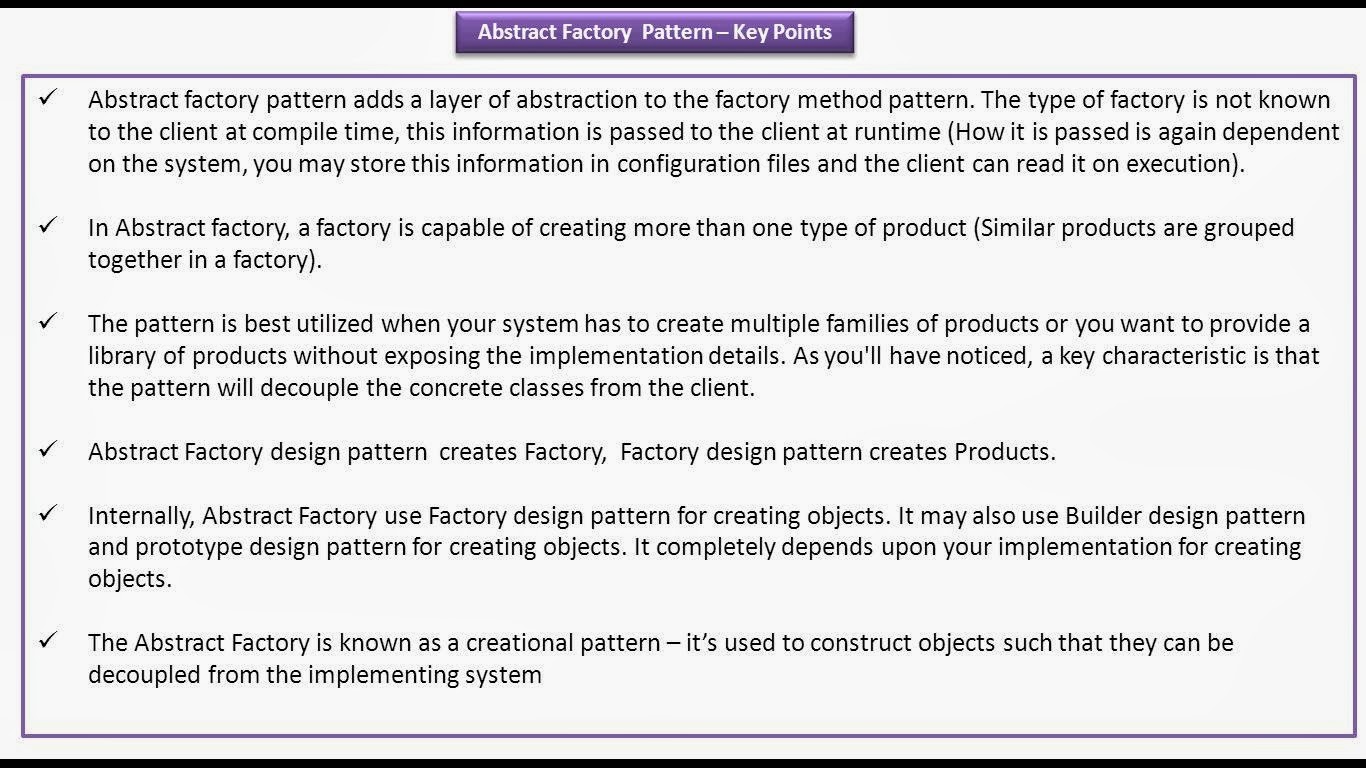 Abstract Factory  Pattern – Key Points
✓ Abstract factory pattern adds a layer of abstraction to the factory method pattern. The type of factory is not known
to the client at compile time, this information is passed to the client at runtime (How it is passed is again dependent
on the system, you may store this information in configuration files and the client can read it on execution).
✓ In Abstract factory, a factory is capable of creating more than one type of product (Similar products are grouped
together in a factory).
✓ The pattern is best utilized when your system has to create multiple families of products or you want to provide a
library of products without exposing the implementation details. As you'll have noticed, a key characteristic is that
the pattern will decouple the concrete classes from the client.
✓ Abstract Factory design pattern  creates Factory,  Factory design pattern creates Products.
✓ Internally, Abstract Factory use Factory design pattern for creating objects. It may also use Builder design pattern
and prototype design pattern for creating objects. It completely depends upon your implementation for creating
objects.
✓ The Abstract Factory is known as a creational pattern – it’s used to construct objects such that they can be
decoupled from the implementing system